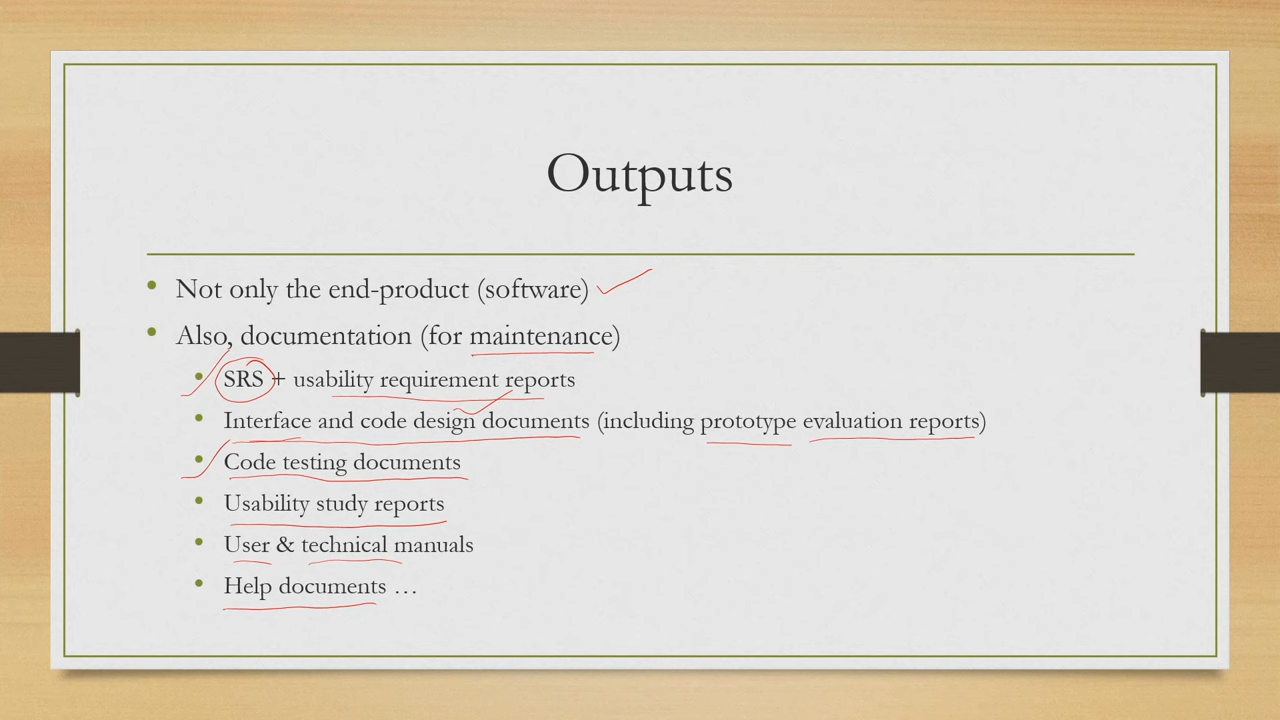 Outputs
• Not only the end-product (software)
• Also, documentation (for maintenance)
• SRS + usability requirement reports
• Interface and code design documents (including prototype evaluation reports)
• Code testing documents
• Usability study reports
• User & technical manuals
• Help documents …